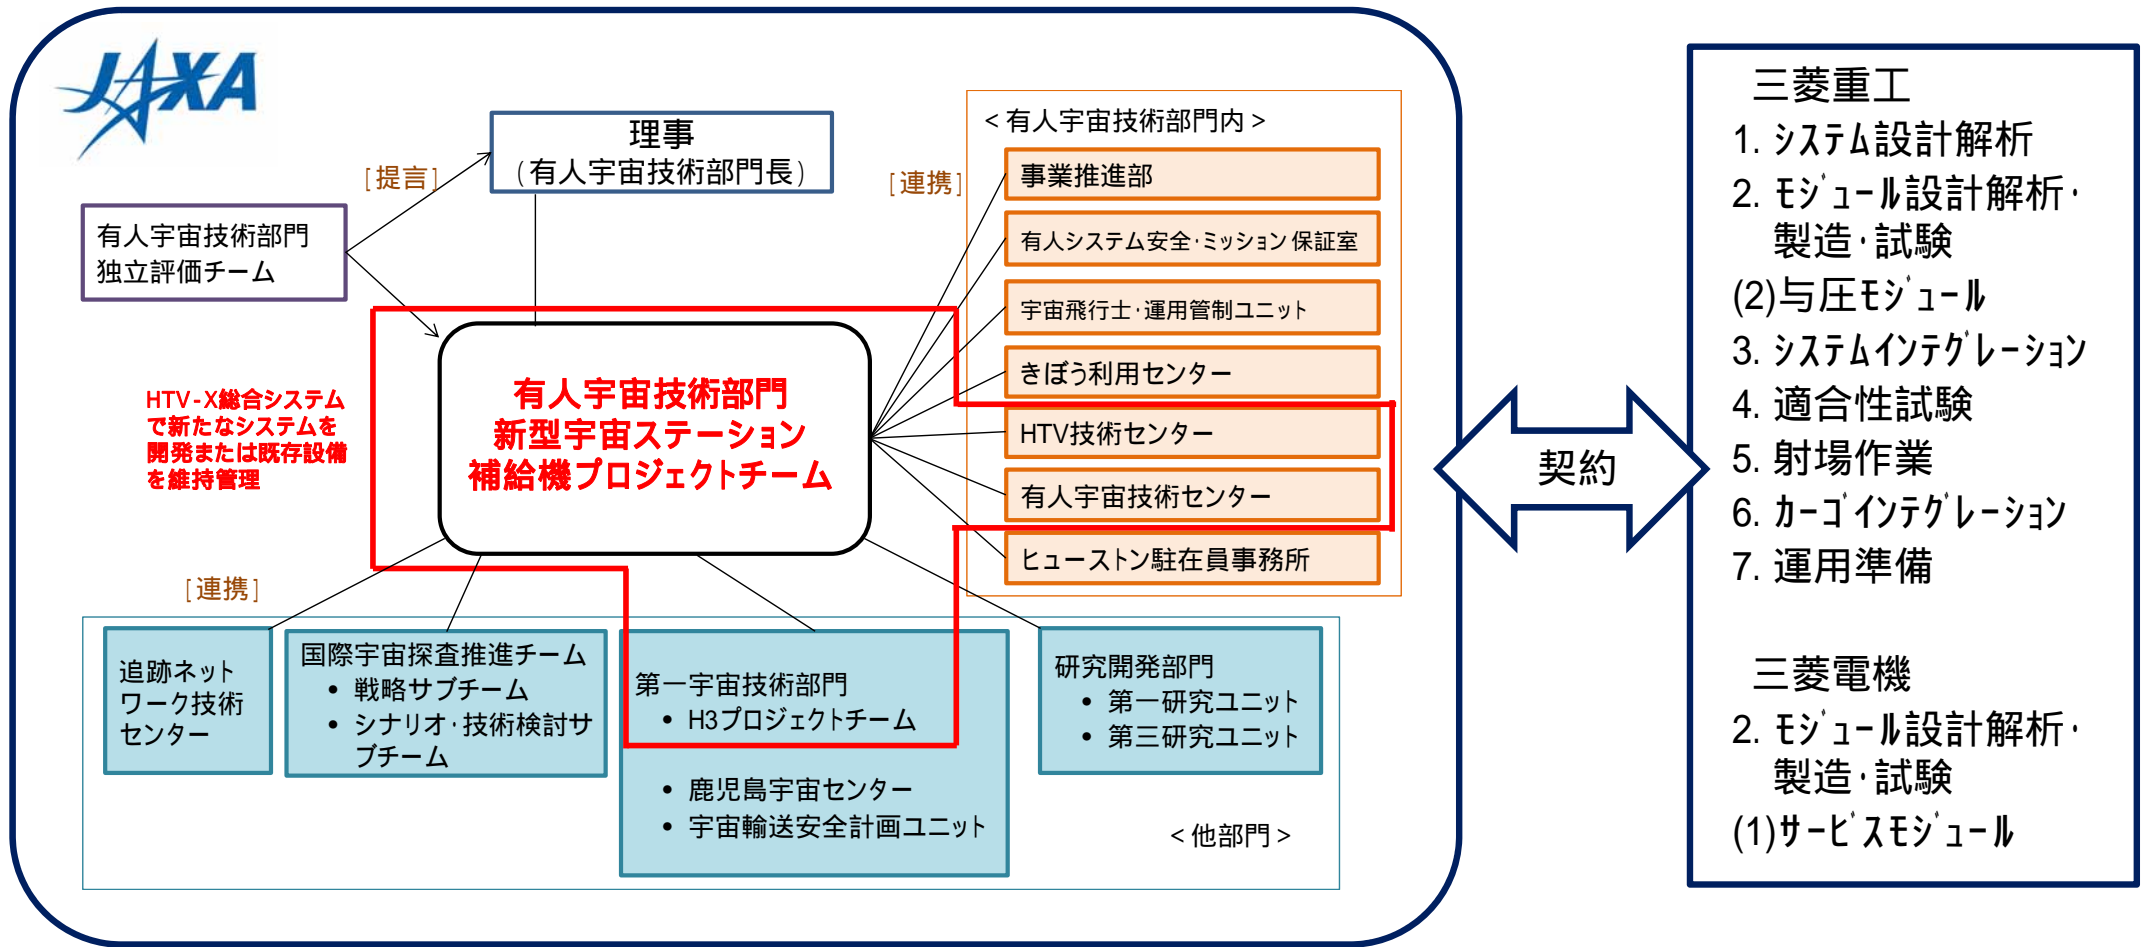 JAXA
理事
（有人宇宙技術部門長）
[提言]
有人宇宙技術部門
独立評価チーム
[連携]
＜有人宇宙技術部門内＞
事業推進部
有人システム安全・ミッション保証室
宇宙飛行士・運用管制ユニット
きぼう利用センター
HTV技術センター
有人宇宙技術センター
ヒューストン駐在員事務所
HTV-X総合システム
で新たなシステムを
開発または既存設備
を維持管理
有人宇宙技術部門
新型宇宙ステーション
補給機プロジェクトチーム
[連携]
追跡ネット
ワーク技術
センター
国際宇宙探査推進チーム
• 戦略サブチーム
• シナリオ・技術検討サ
ブチーム
第一宇宙技術部門
• H3プロジェクトチーム
• 鹿児島宇宙センター
• 宇宙輸送安全計画ユニット
研究開発部門
• 第一研究ユニット
• 第三研究ユニット
＜他部門＞
契約
三菱重工
1. ｼｽﾃﾑ設計解析
2. ﾓｼﾞｭｰﾙ設計解析・
製造・試験
(2)与圧ﾓｼﾞｭｰﾙ
3. ｼｽﾃﾑｲﾝﾃｸﾞﾚｰｼｮﾝ
4. 適合性試験
5. 射場作業
6. ｶｰｺﾞｲﾝﾃｸﾞﾚｰｼｮﾝ
7. 運用準備
三菱電機
2. ﾓｼﾞｭｰﾙ設計解析・
製造・試験
(1)ｻｰﾋﾞｽﾓｼﾞｭｰﾙ